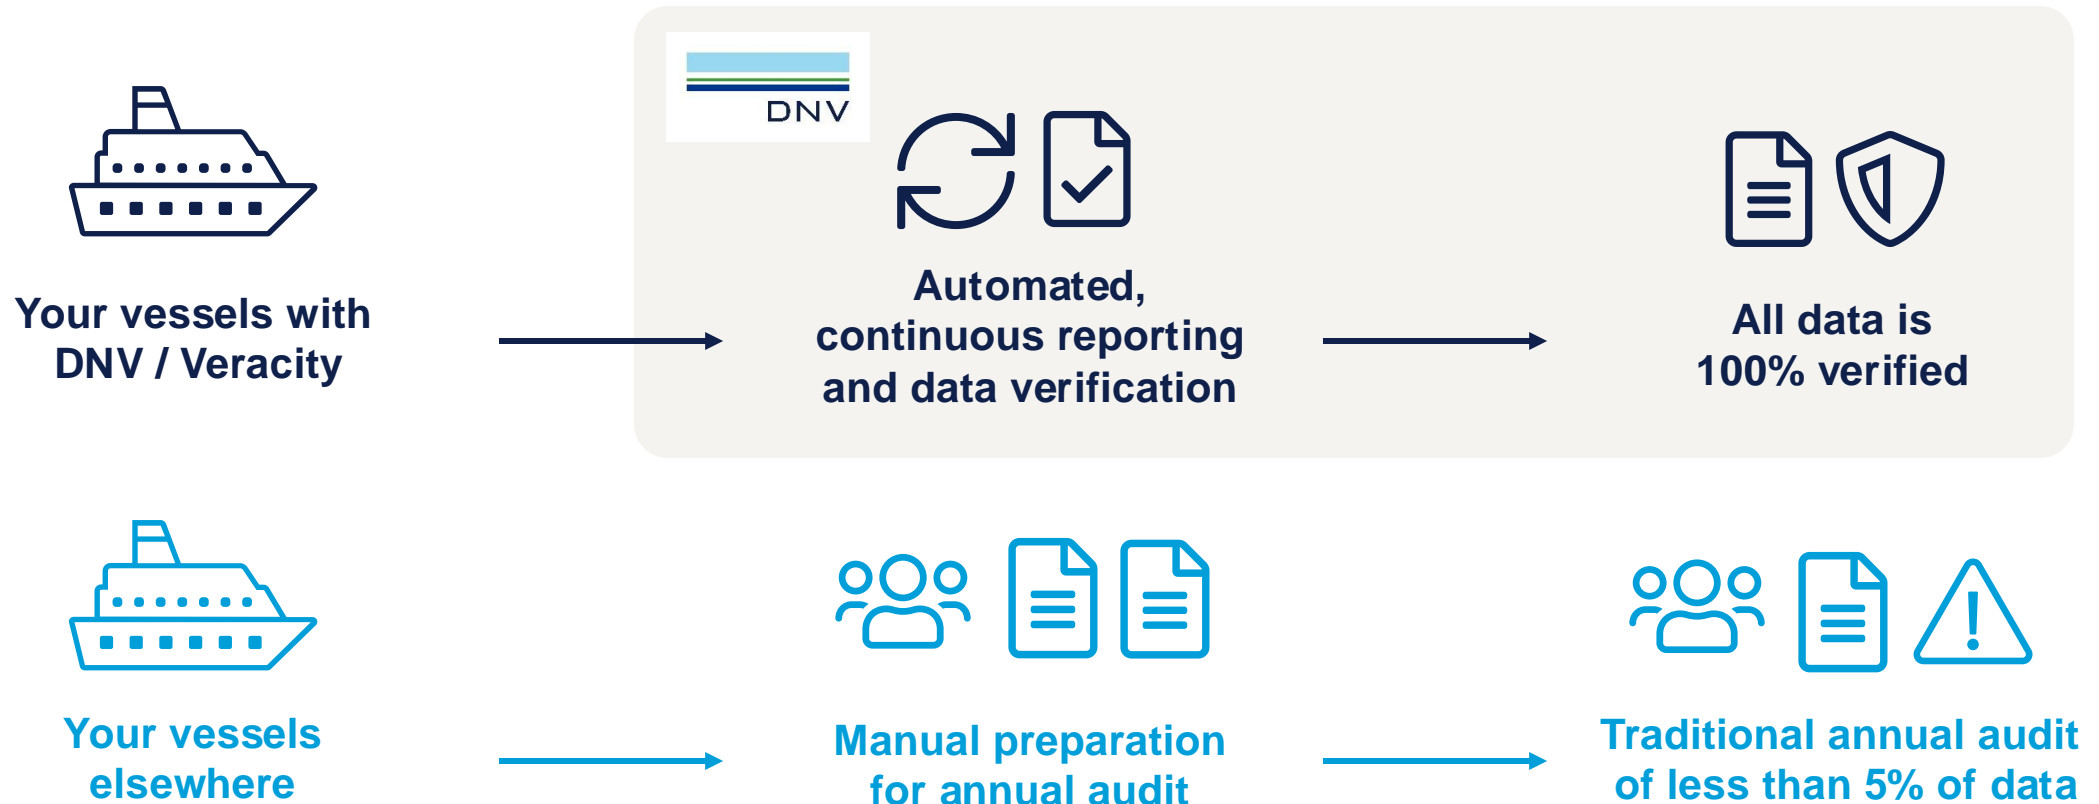 DNV
Your vessels with
DNV / Veracity
Automated,
continuous reporting
and data verification
All data is
100% verified
Your vessels
elsewhere
Manual preparation
for annual audit
Traditional annual audit
of less than 5% of data